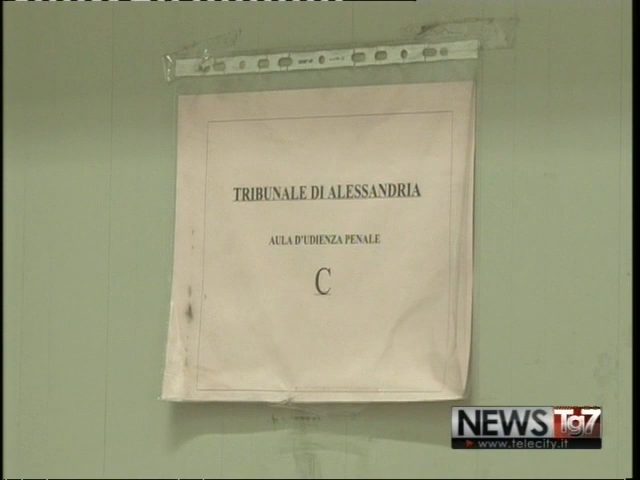 TRIBUNALE DI ALESSANDRIA
AULA D'UDIENZA PENALE
C
NEWS Tg7
www.telecity.it